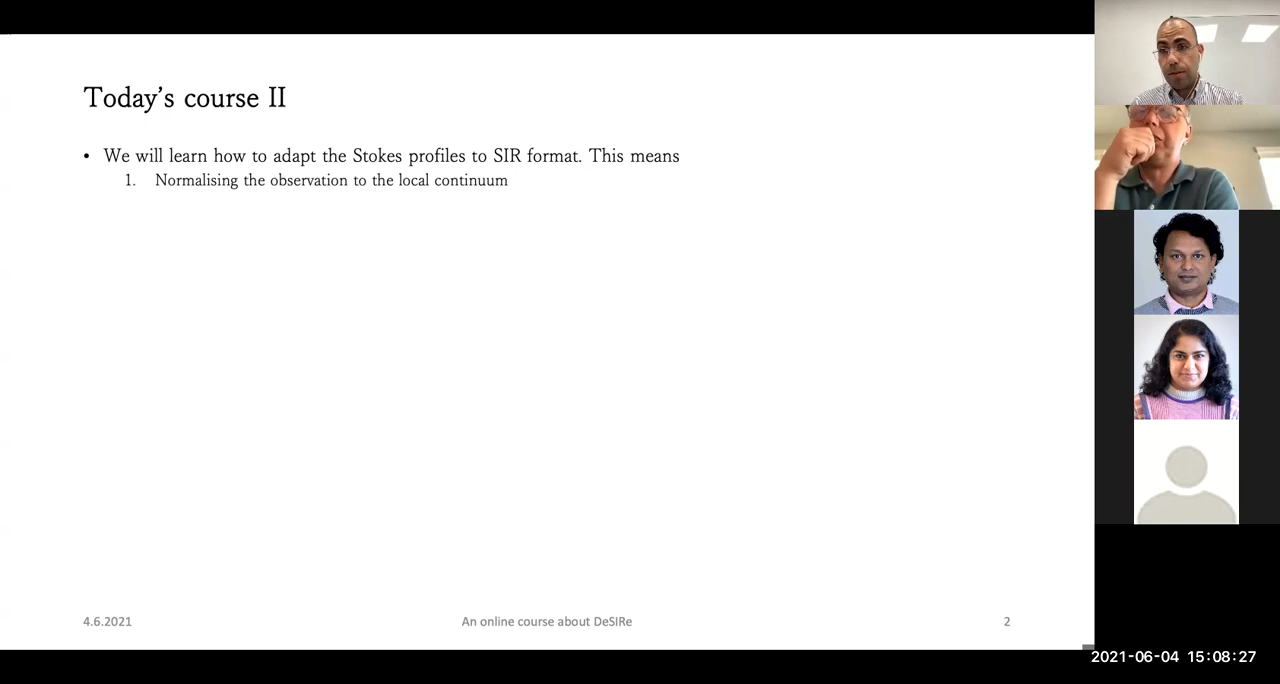 Today's course II
• We will learn how to adapt the Stokes profiles to SIR format. This means
1. Normalising the observation to the local continuum
4.6.2021
An online course about DeSIRe
2
2021-06-04 15:08:27